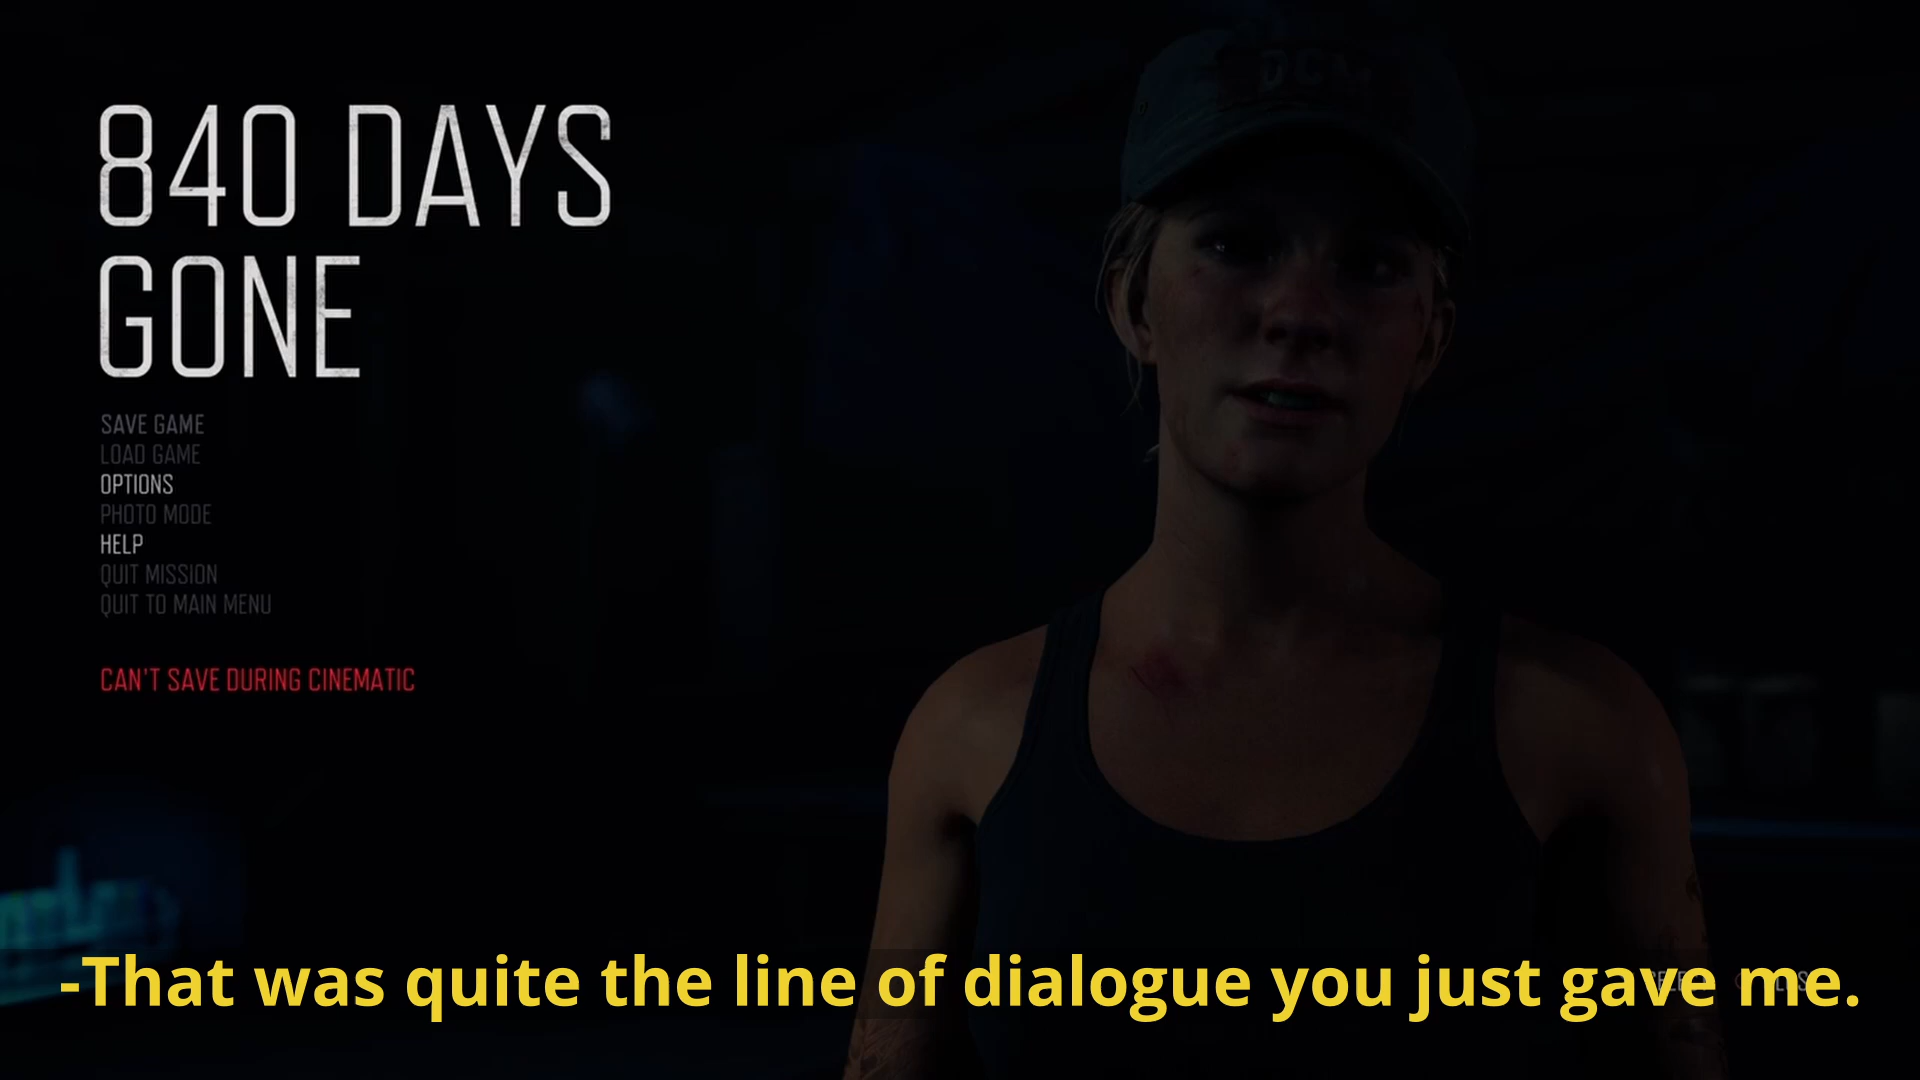 840 DAYS
GONE
SAVE GAME
LOAD GAME
OPTIONS
PHOTO MODE
HELP
QUIT MISSION
QUIT TO MAIN MENU
CAN'T SAVE DURING CINEMATIC
-That was quite the line of dialogue you just gave me.